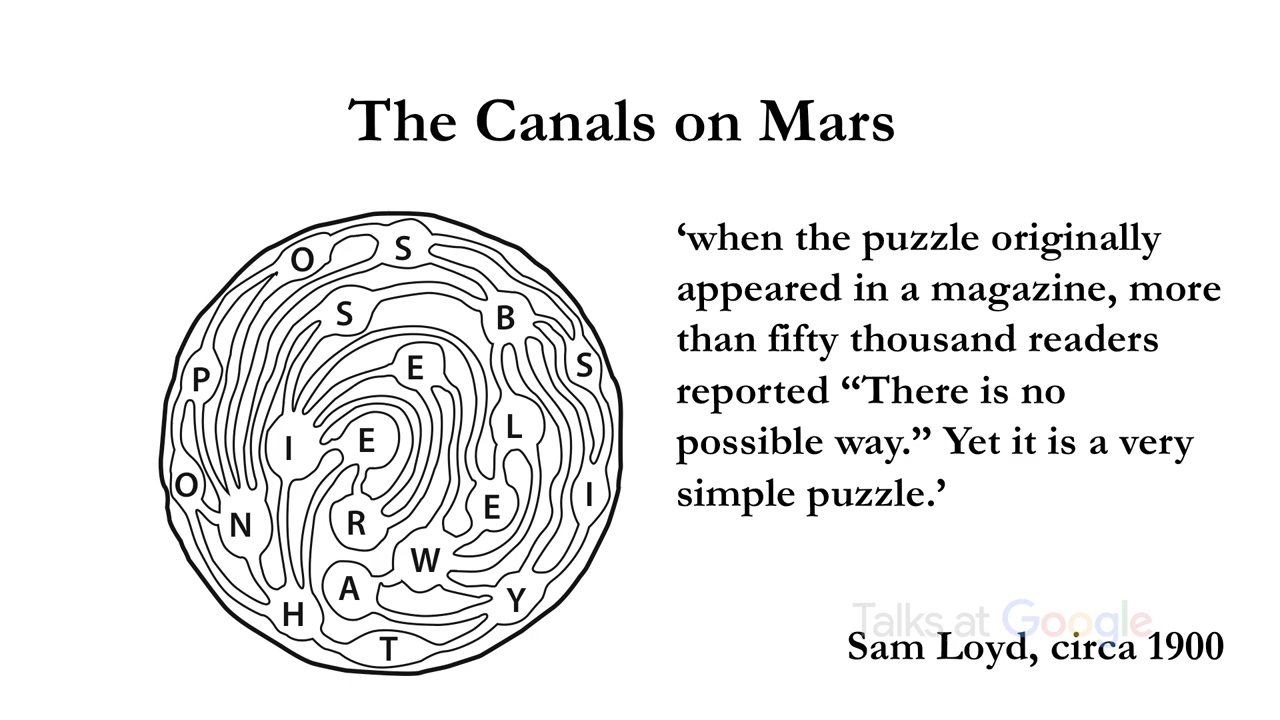 The Canals on Mars
O S
S B
E S
P
L
I E
O I
N R E
W
A Y
H
T
‘when the puzzle originally
appeared in a magazine, more
than fifty thousand readers
reported “There is no
possible way.” Yet it is a very
simple puzzle.’
Talks at Google
Sam Loyd, circa 1900